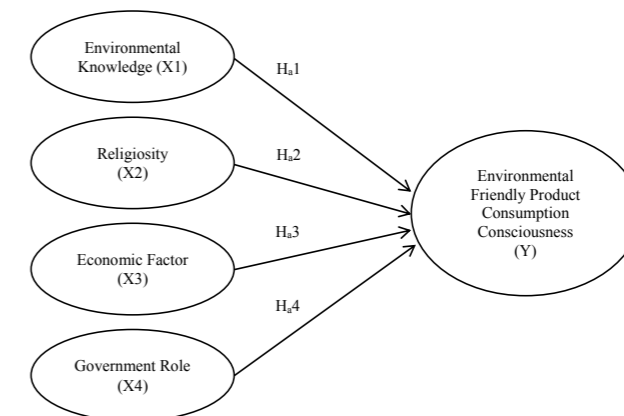 Environmental
Knowledge (X1)
Hₐ1
Religiosity
(X2)
Hₐ2
Environmental
Friendly Product
Consumption
Consciousness
(Y)
Economic Factor
(X3)
Hₐ3
Government Role
(X4)
Hₐ4